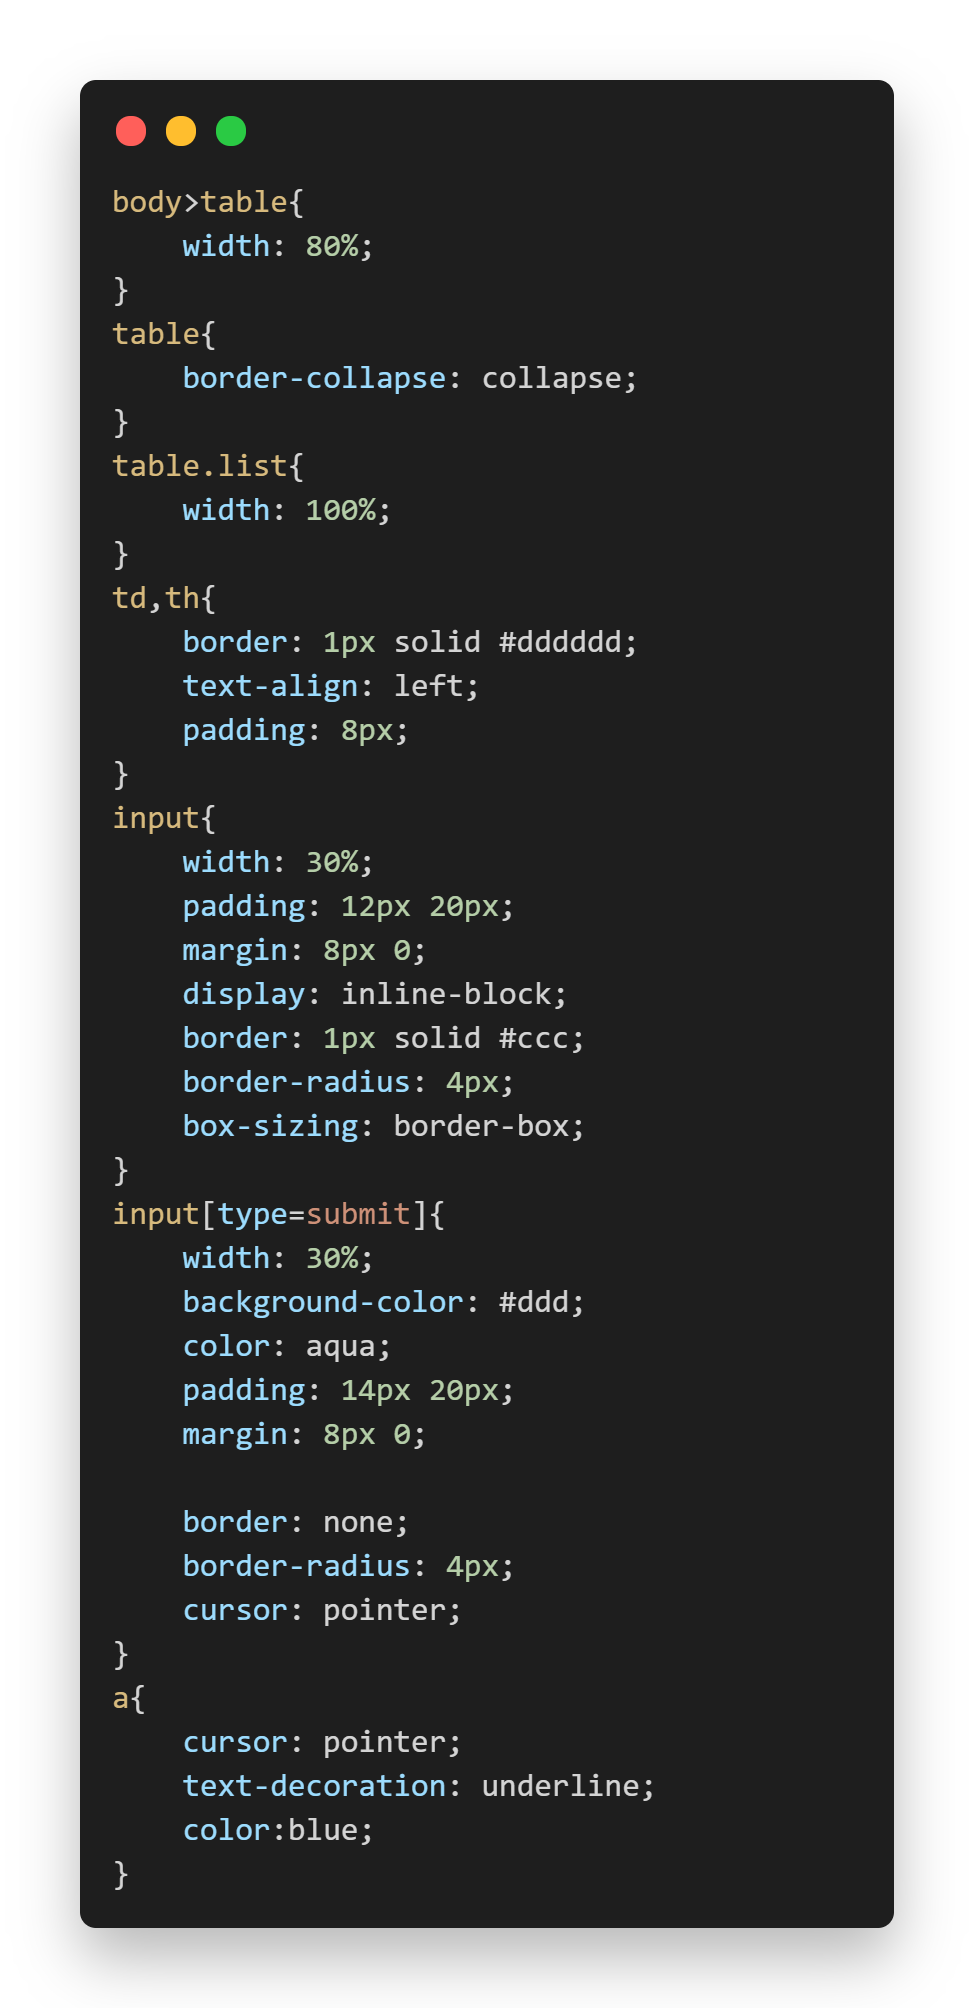 body>table{
    width: 80%;
}
table{
    border-collapse: collapse;
}
table.list{
    width: 100%;
}
td,th{
    border: 1px solid #dddddd;
    text-align: left;
    padding: 8px;
}
input{
    width: 30%;
    padding: 12px 20px;
    margin: 8px 0;
    display: inline-block;
    border: 1px solid #ccc;
    border-radius: 4px;
    box-sizing: border-box;
}
input[type=submit]{
    width: 30%;
    background-color: #ddd;
    color: aqua;
    padding: 14px 20px;
    margin: 8px 0;

    border: none;
    border-radius: 4px;
    cursor: pointer;
}
a{
    cursor: pointer;
    text-decoration: underline;
    color:blue;
}